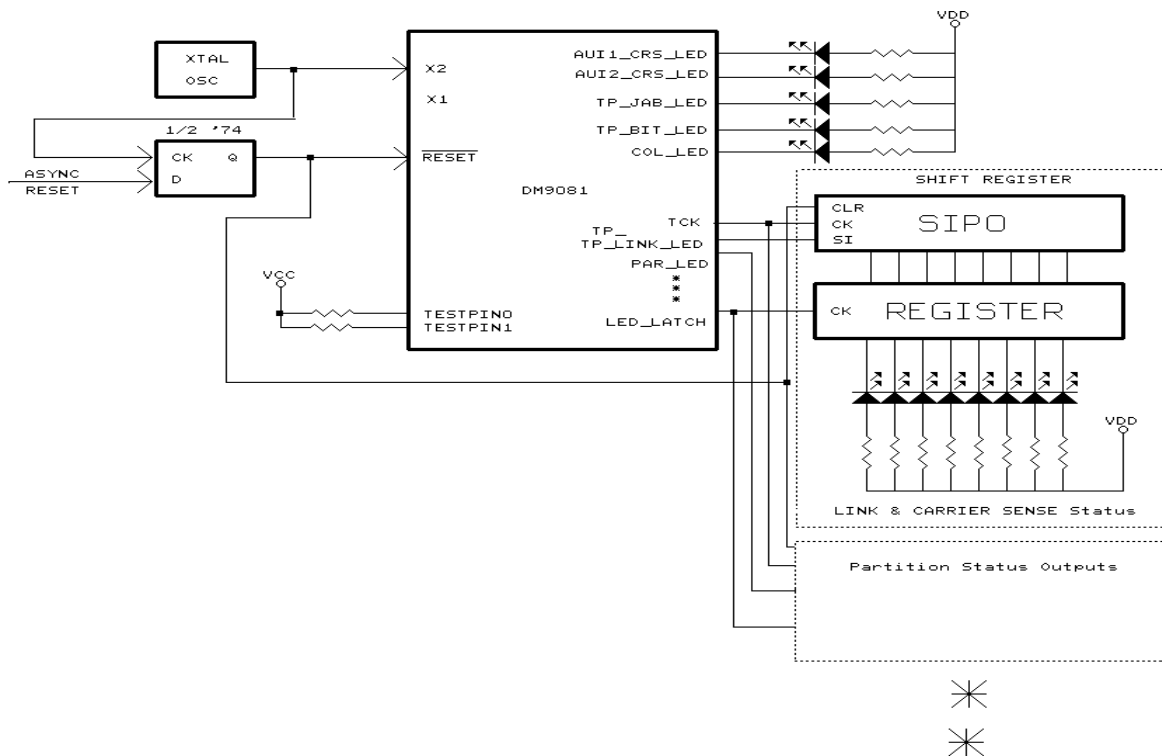 VDD
XTAL
OSC
X2
X1
AUI1_CRS_LED
AUI2_CRS_LED
TP_JAB_LED
TP_BIT_LED
COL_LED
1/2 '74
CK Q
D
ASYNC
RESET
RESET
DM9081
TCK
TP_
TP_LINK_LED
PAR_LED
***
LED_LATCH
VCC
TESTPIN0
TESTPIN1
SHIFT REGISTER
CLR
CK
SI
SIPO
CK
REGISTER
VDD
LINK & CARRIER SENSE Status
Partition Status Outputs